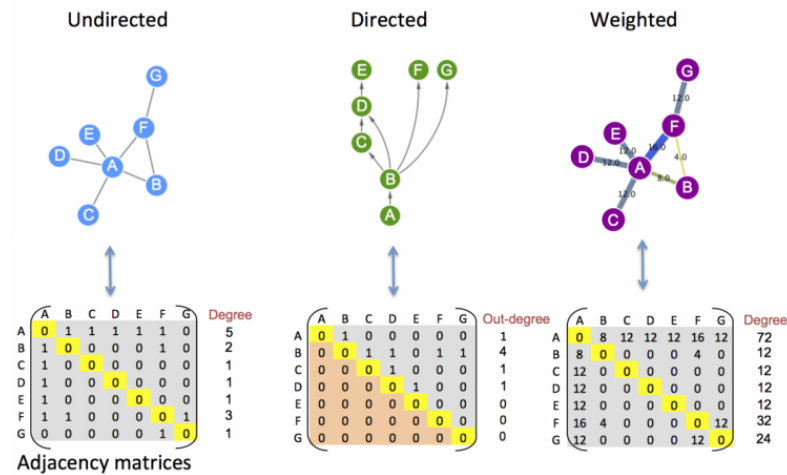 Undirected
Directed
Weighted
G
E
F
D
A
B
C
E
F
G
D
C
B
A
G
12.0
F
E
12.0
16.0
4.0
D
12.0
A
8.0
B
12.0
C
A B C D E F G Degree
A 0 1 1 1 1 1 0 5
B 1 0 0 0 0 1 0 2
C 1 0 0 0 0 0 0 1
D 1 0 0 0 0 0 0 1
E 1 0 0 0 0 0 0 1
F 1 1 0 0 0 0 1 3
G 0 0 0 0 0 1 0 1
Adjacency matrices
A B C D E F G Out-degree
A 0 1 0 0 0 0 0 1
B 0 0 1 1 0 1 1 4
C 0 0 0 1 0 0 0 1
D 0 0 0 0 1 0 0 1
E 0 0 0 0 0 0 0 0
F 0 0 0 0 0 0 0 0
G 0 0 0 0 0 0 0 0
A B C D E F G Degree
A 0 8 12 12 12 16 12 72
B 8 0 0 0 0 4 0 12
C 12 0 0 0 0 0 0 12
D 12 0 0 0 0 0 0 12
E 12 0 0 0 0 0 0 12
F 16 4 0 0 0 0 12 32
G 12 0 0 0 0 12 0 24